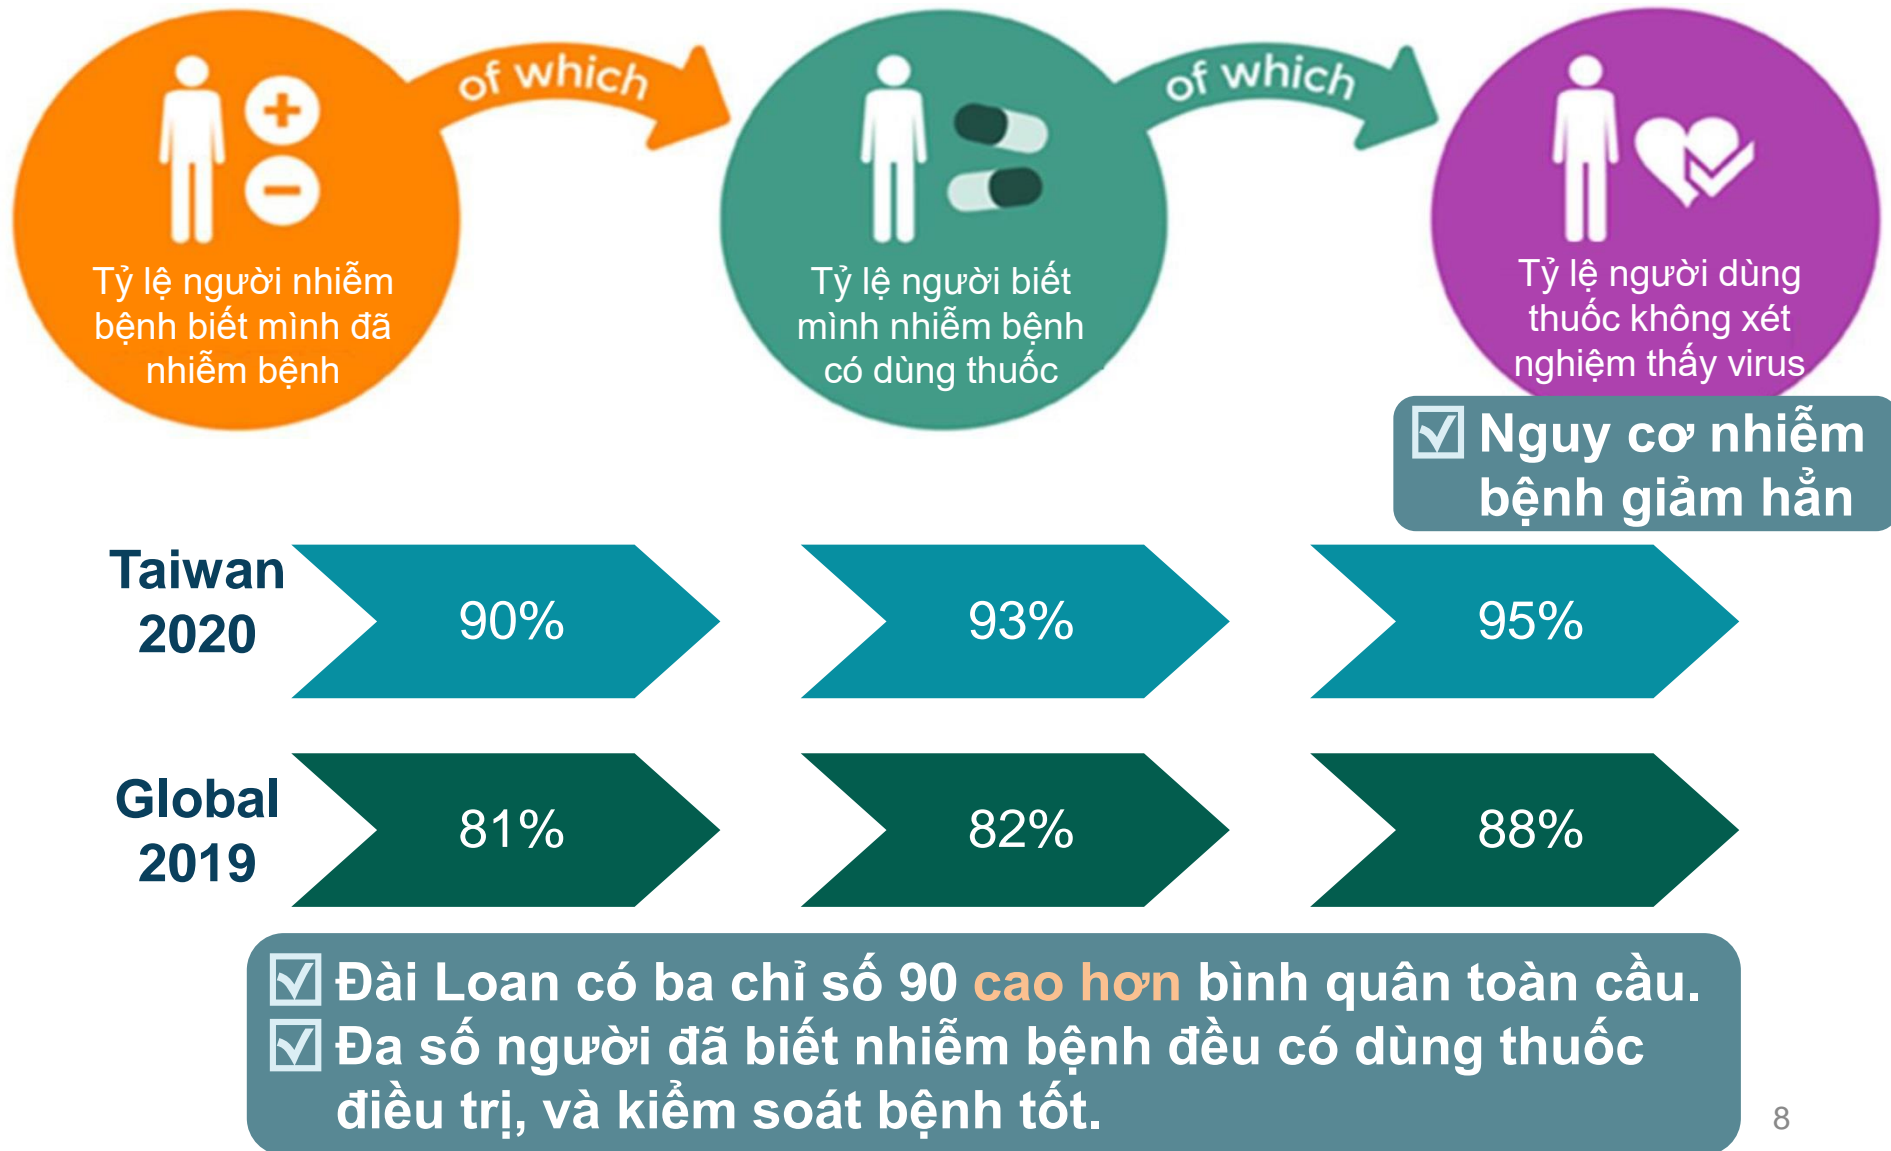 of which
of which
Tỷ lệ người nhiễm
bệnh biết mình đã
nhiễm bệnh
Tỷ lệ người biết
mình nhiễm bệnh
có dùng thuốc
Tỷ lệ người dùng
thuốc không xét
nghiệm thấy virus
Nguy cơ nhiễm
bệnh giảm hẳn
Taiwan
2020
90%
93%
95%
Global
2019
81%
82%
88%
Đài Loan có ba chỉ số 90 cao hơn bình quân toàn cầu.
Đa số người đã biết nhiễm bệnh đều có dùng thuốc
điều trị, và kiểm soát bệnh tốt.
8